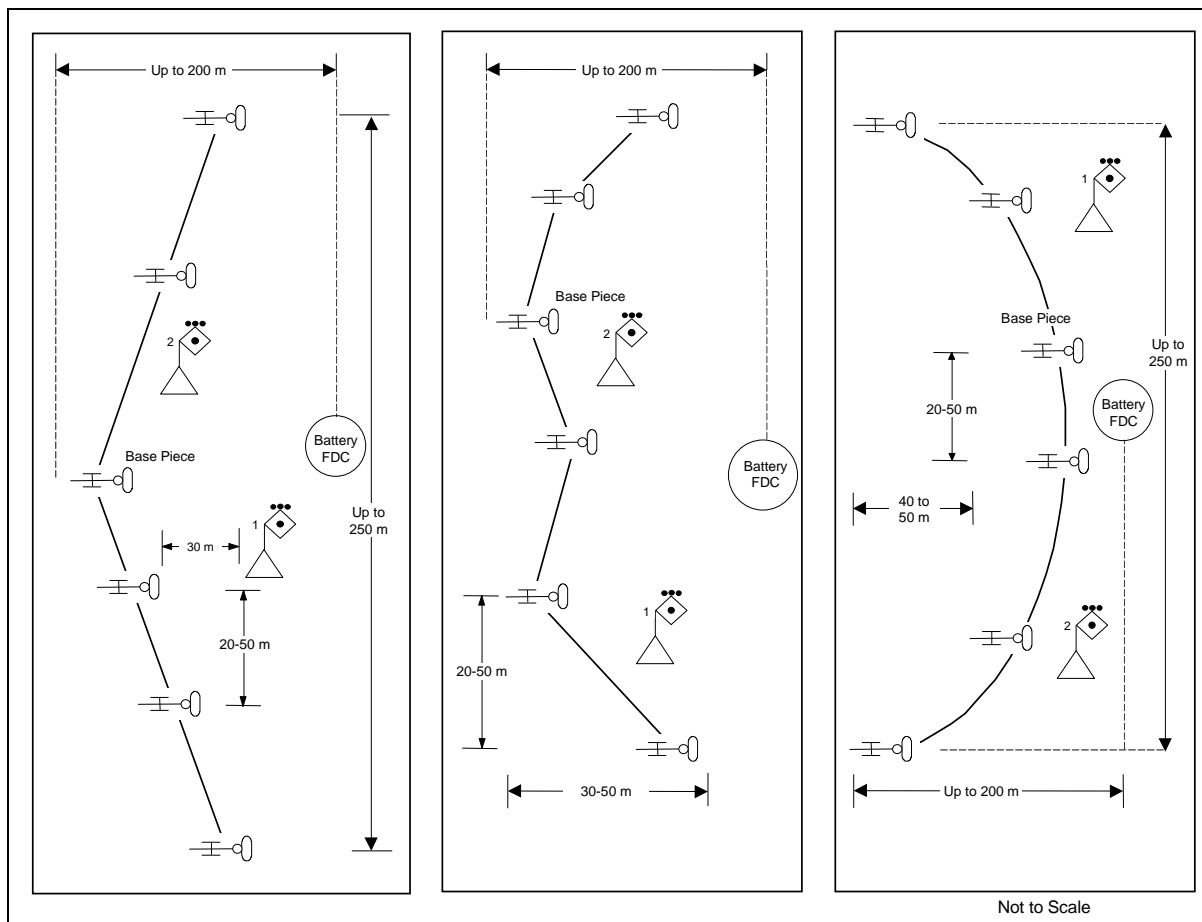 Up to 200 m
2
Battery
FDC
Base Piece
1
Up to
250 m
30 m
20-50 m
Up to 200 m
Base Piece
2
Battery
FDC
1
20-50 m
30-50 m
1
Base Piece
Up to
250 m
20-50 m
Battery
FDC
40 to
50 m
2
Up to 200 m
Not to Scale